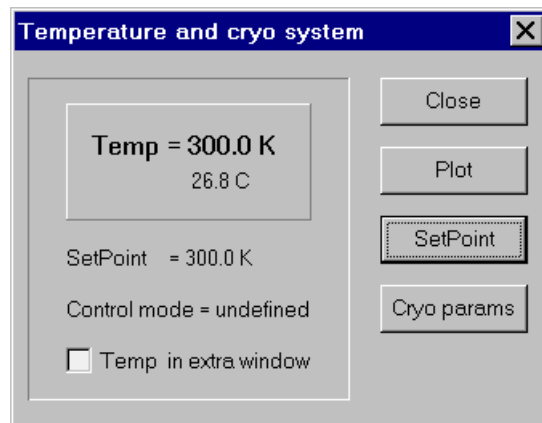 Temperature and cryo system
Temp = 300.0 K
26.8 C
SetPoint = 300.0 K
Control mode = undefined
Temp in extra window
Close
Plot
SetPoint
Cryo params